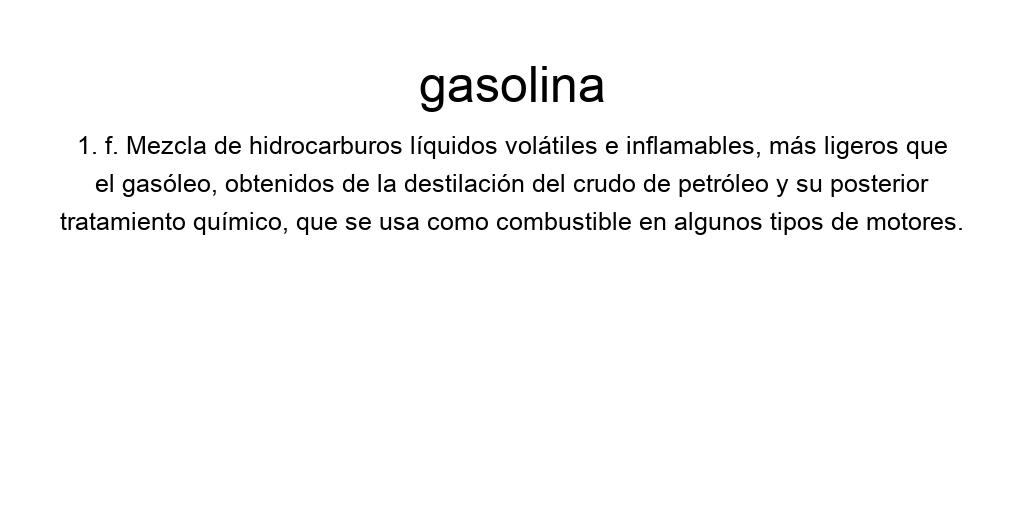 gasolina
1. f. Mezcla de hidrocarburos líquidos volátiles e inflamables, más ligeros que
el gasóleo, obtenidos de la destilación del crudo de petróleo y su posterior
tratamiento químico, que se usa como combustible en algunos tipos de motores.